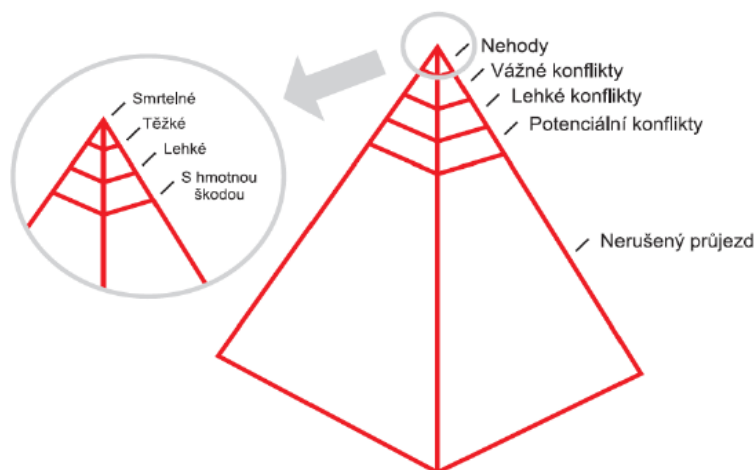 Nehody
Vážné konflikty
Lehké konflikty
Potenciální konflikty
Nerušený průjezd
Smrtelné
Těžké
Lehké
S hmotnou
škodou